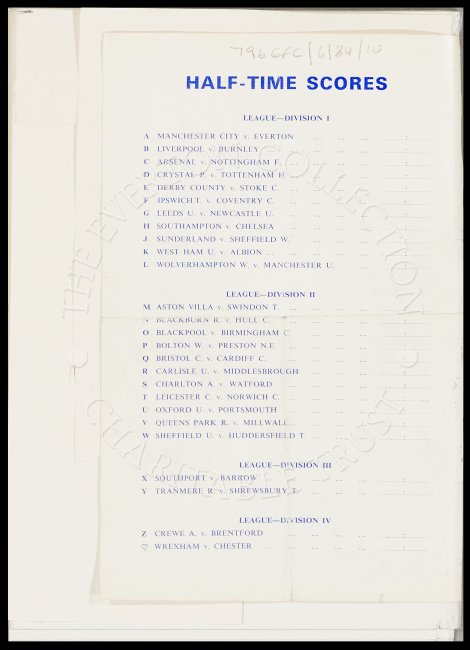 796 CFC/6/84/10
HALF-TIME SCORES
LEAGUE—DIVISION I
A MANCHESTER CITY v. EVERTON
B LIVERPOOL v. BURNLEY ...
C ARSENAL v. NOTTINGHAM F. ...
D CRYSTAL P. v. TOTTENHAM H. ...
E DERBY COUNTY v. STOKE C.
F IPSWICH T. v. COVENTRY C.
G LEEDS U. v. NEWCASTLE U.
H SOUTHAMPTON v. CHELSEA ...
J SUNDERLAND v. SHEFFIELD W.
K WEST HAM U. v. ALBION ...
L WOLVERHAMPTON W. v. MANCHESTER U.
LEAGUE—DIVISION II
M ASTON VILLA v. SWINDON T. ...
N BLACKBURN R. v. HULL C.
O BLACKPOOL v. BIRMINGHAM C.
P BOLTON W. v. PRESTON N.E.
Q BRISTOL C. v. CARDIFF C.
R CARLISLE U. v. MIDDLESBROUGH
S CHARLTON A. v. WATFORD ...
T LEICESTER C. v. NORWICH C.
U OXFORD U. v. PORTSMOUTH ...
V QUEENS PARK R. v. MILLWALL
W SHEFFIELD U. v. HUDDERSFIELD T. ...
LEAGUE—DIVISION III
X SOUTHPORT v. BARROW ...
Y TRANMERE R. v. SHREWSBURY T.
LEAGUE—DIVISION IV
Z CREWE A. v. BRENTFORD ...
♡ WREXHAM v. CHESTER ...
THE EVERTON COLLECTION
CHARITABLE TRUST